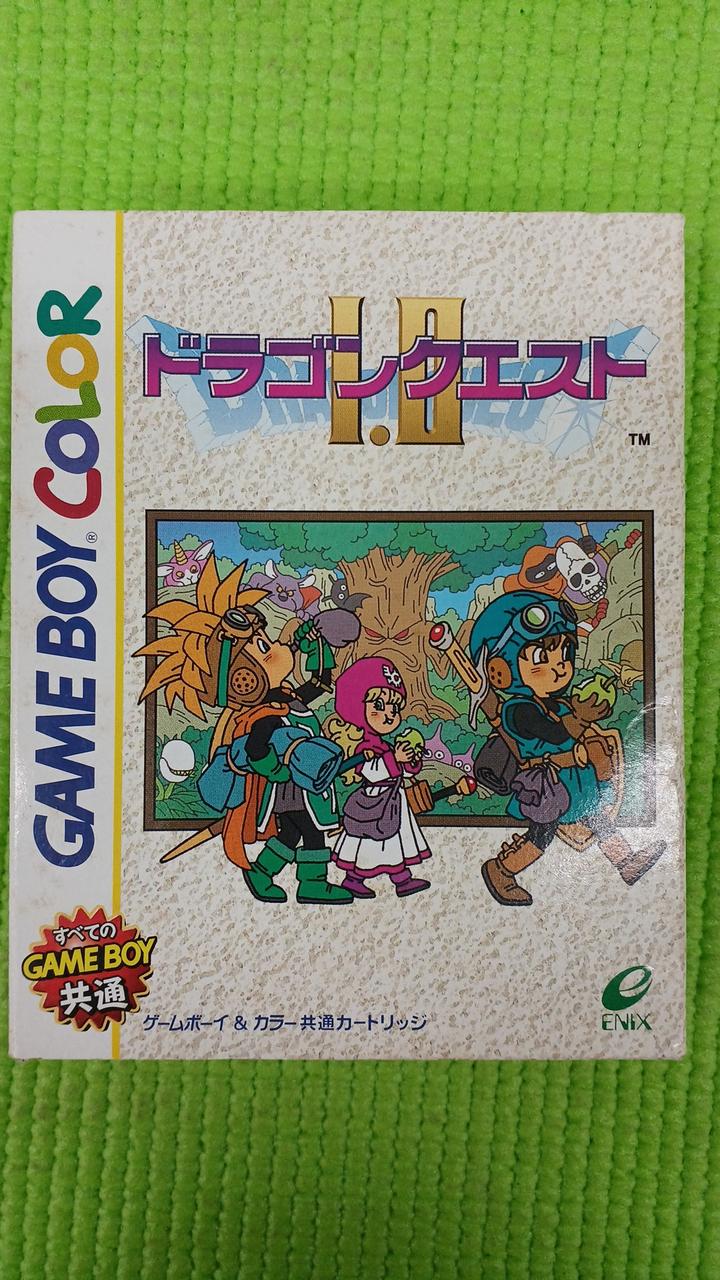 GAME BOY® COLOR
I・II
ドラゴンクエスト
TM
すべての
GAME BOY
共通
ゲームボーイ & カラー共通カートリッジ
e
ENIX